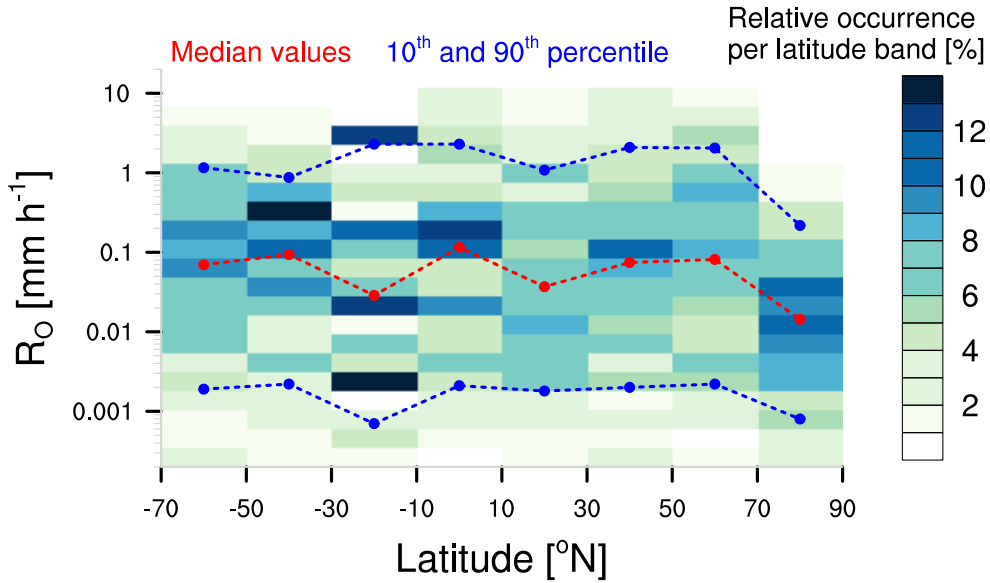 Relative occurrence
per latitude band [%]
Median values 10th and 90th percentile
10
1
0.1
0.01
0.001
R_O [mm h^-1]
12
10
8
6
4
2
-70 -50 -30 -10 10 30 50 70 90
Latitude [°N]